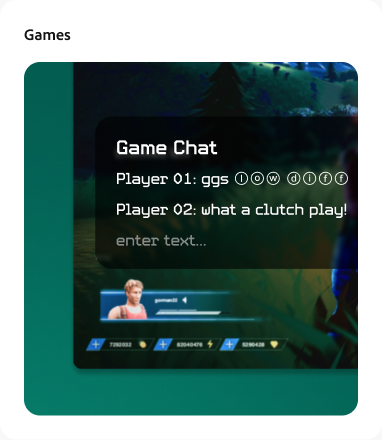 Games
Game Chat
Player 01: ggs ⓛⓞⓦ ⓓⓘⓕⓕ
Player 02: what a clutch play!
enter text...